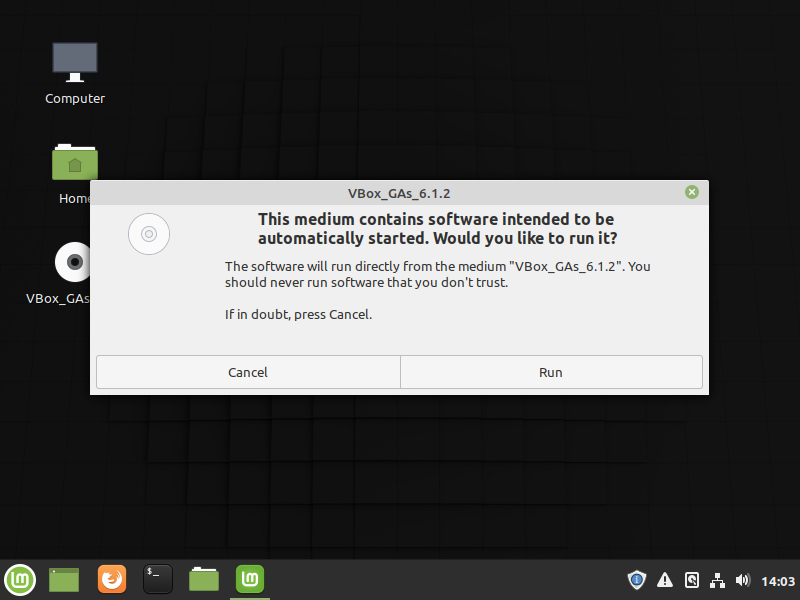 Computer
Home
VBox_GAs
VBox_GAs_6.1.2
This medium contains software intended to be
automatically started. Would you like to run it?
The software will run directly from the medium "VBox_GAs_6.1.2". You
should never run software that you don't trust.
If in doubt, press Cancel.
Cancel
Run
$_
14:03